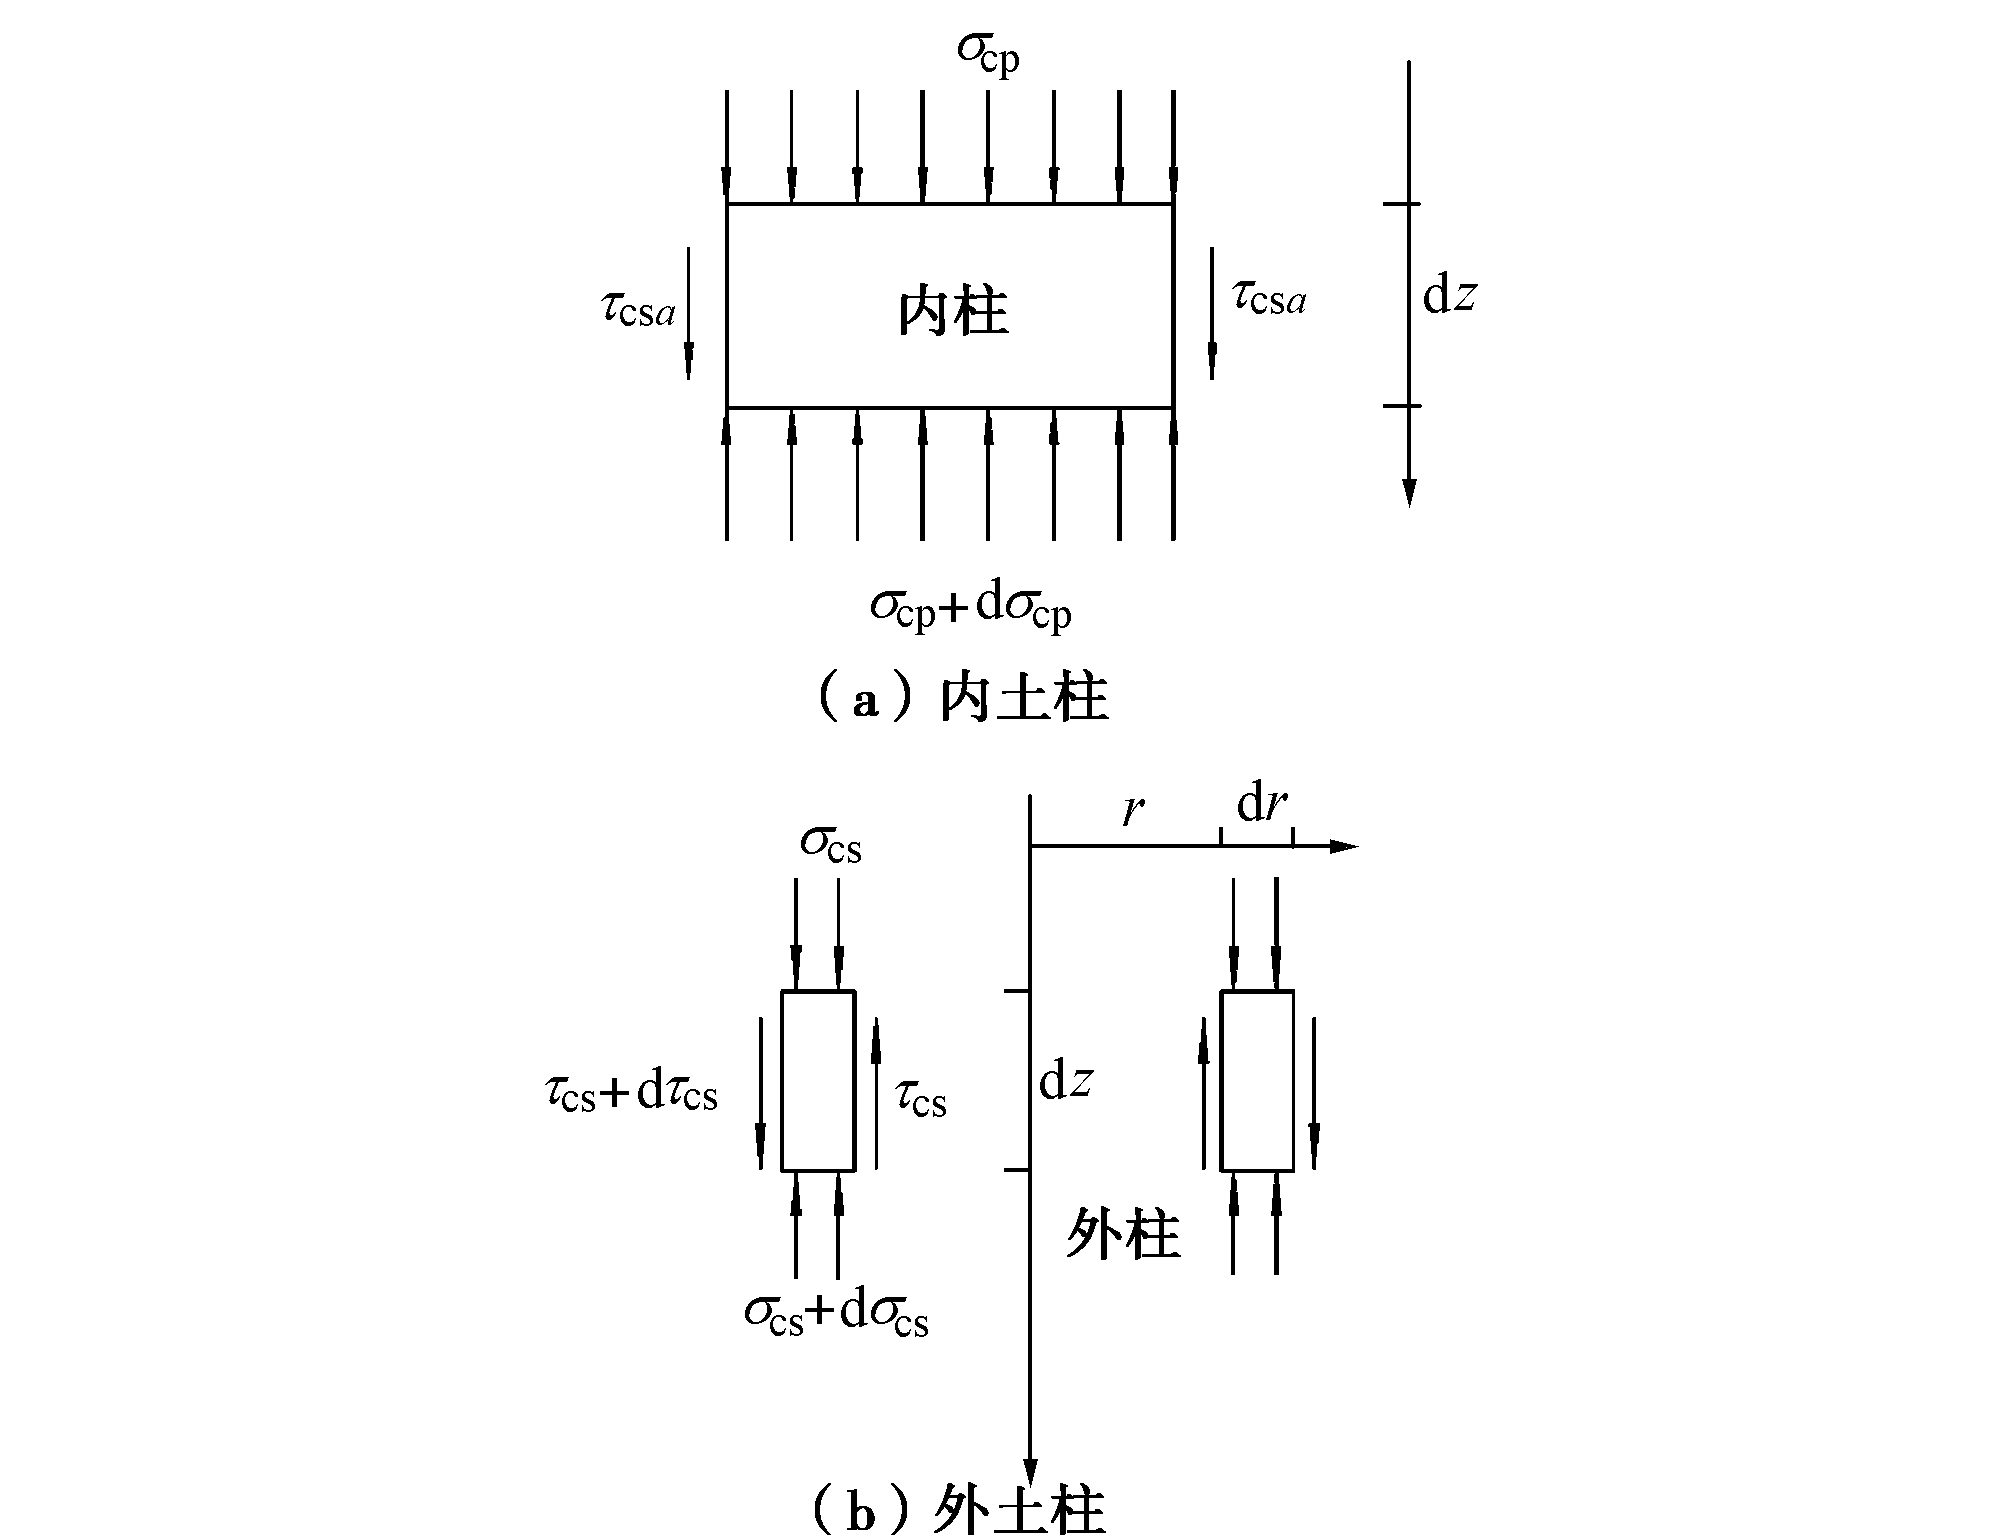 σcp
τcsa
内柱
τcsa
dz
σcp+dσcp
（a）内土柱
r
dr
σcs
τcs+dτcs
τcs
dz
外柱
σcs+dσcs
（b）外土柱